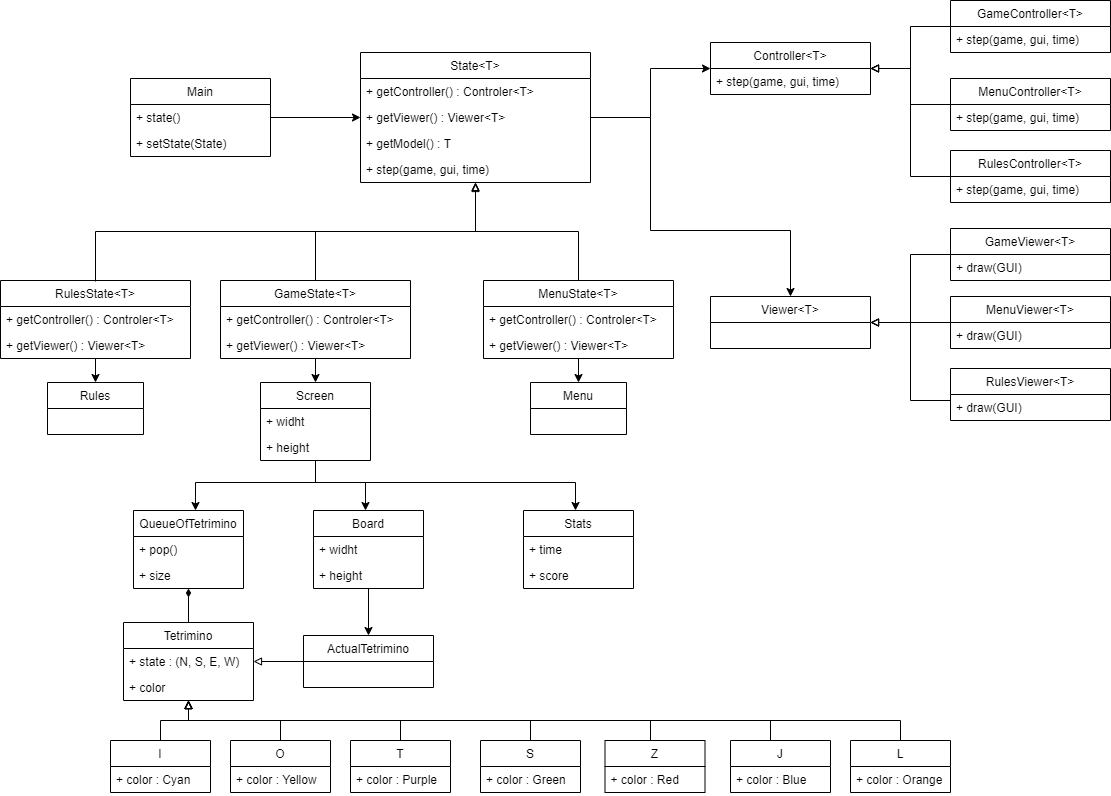 Main
+ state()
+ setState(State)
State<T>
+ getController() : Controler<T>
+ getViewer() : Viewer<T>
+ getModel() : T
+ step(game, gui, time)
Controller<T>
+ step(game, gui, time)
GameController<T>
+ step(game, gui, time)
MenuController<T>
+ step(game, gui, time)
RulesController<T>
+ step(game, gui, time)
GameViewer<T>
+ draw(GUI)
MenuViewer<T>
+ draw(GUI)
RulesViewer<T>
+ draw(GUI)
Viewer<T>
RulesState<T>
+ getController() : Controler<T>
+ getViewer() : Viewer<T>
GameState<T>
+ getController() : Controler<T>
+ getViewer() : Viewer<T>
MenuState<T>
+ getController() : Controler<T>
+ getViewer() : Viewer<T>
Rules
Screen
+ widht
+ height
Menu
QueueOfTetrimino
+ pop()
+ size
Board
+ widht
+ height
Stats
+ time
+ score
Tetrimino
+ state : (N, S, E, W)
+ color
ActualTetrimino
I
+ color : Cyan
O
+ color : Yellow
T
+ color : Purple
S
+ color : Green
Z
+ color : Red
J
+ color : Blue
L
+ color : Orange